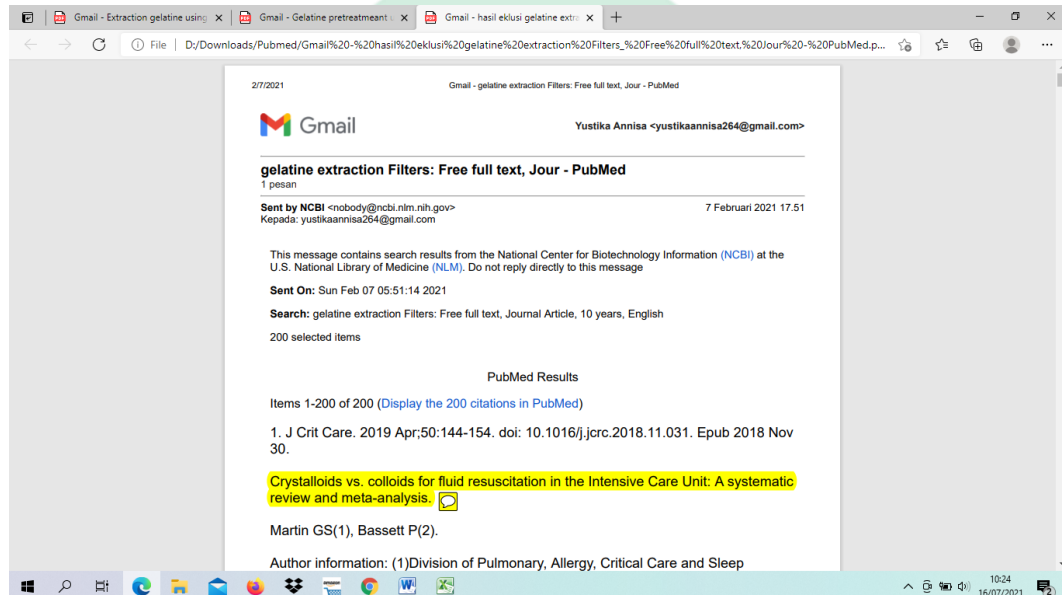 Gmail - Extraction gelatine using
Gmail - Gelatine pretreatmeant
Gmail - hasil eklusi gelatine extra
File | D:/Downloads/Pubmed/Gmail%20-%20hasil%20eklusi%20gelatine%20extraction%20Filters_%20Free%20full%20text,%20Jour%20-%20PubMed.p...
2/7/2021
Gmail - gelatine extraction Filters: Free full text, Jour - PubMed
Gmail
Yustika Annisa <yustikaannisa264@gmail.com>
gelatine extraction Filters: Free full text, Jour - PubMed
1 pesan
Sent by NCBI <nobody@ncbi.nlm.nih.gov>
7 Februari 2021 17.51
Kepada: yustikaannisa264@gmail.com
This message contains search results from the National Center for Biotechnology Information (NCBI) at the
U.S. National Library of Medicine (NLM). Do not reply directly to this message
Sent On: Sun Feb 07 05:51:14 2021
Search: gelatine extraction Filters: Free full text, Journal Article, 10 years, English
200 selected items
PubMed Results
Items 1-200 of 200 (Display the 200 citations in PubMed)
1. J Crit Care. 2019 Apr;50:144-154. doi: 10.1016/j.jcrc.2018.11.031. Epub 2018 Nov
30.
Crystalloids vs. colloids for fluid resuscitation in the Intensive Care Unit: A systematic
review and meta-analysis.
Martin GS(1), Bassett P(2).
Author information: (1)Division of Pulmonary, Allergy, Critical Care and Sleep
10:24
16/07/2021